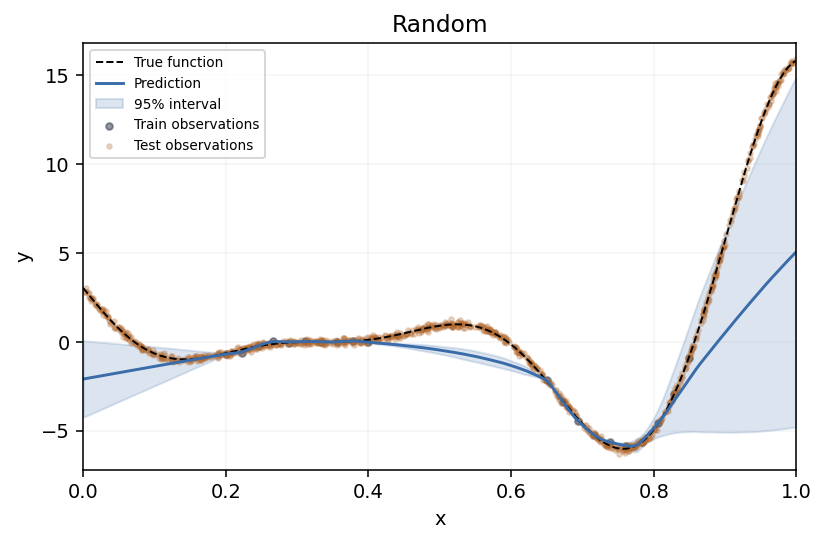 Random
True function
Prediction
95% interval
Train observations
Test observations
y
15
10
5
0
−5
0.0 0.2 0.4 0.6 0.8 1.0
x